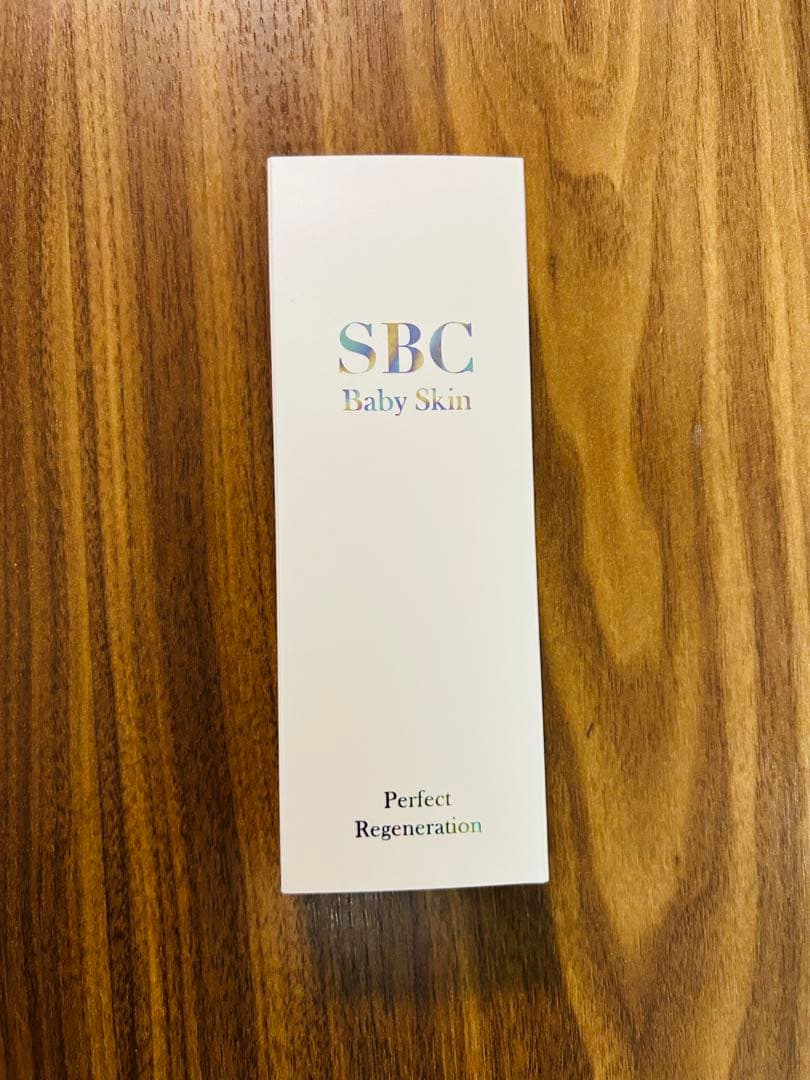 SBC
Baby Skin
Perfect
Regeneration